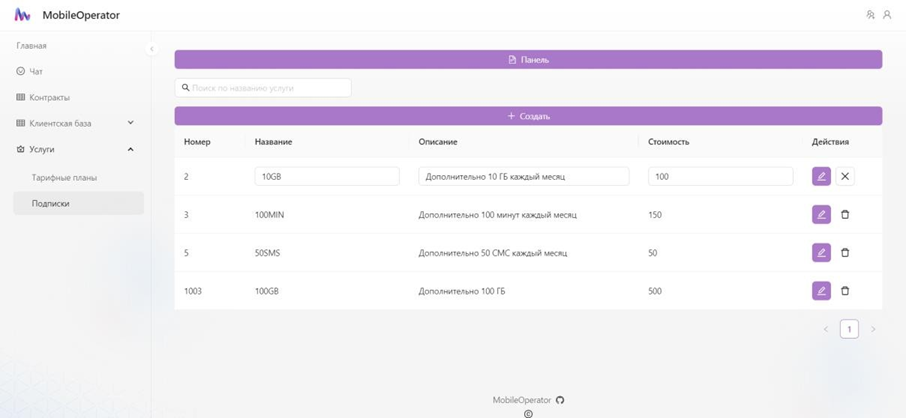 MobileOperator
Главная
Чат
Контракты
Клиентская база
Услуги
Тарифные планы
Подписки
Панель
Поиск по названию услуги
Создать
Номер Название Описание Стоимость Действия
2 10GB Дополнительно 10 ГБ каждый месяц 100
3 100MIN Дополнительно 100 минут каждый месяц 150
5 50SMS Дополнительно 50 СМС каждый месяц 50
1003 100GB Дополнительно 100 ГБ 500
1
MobileOperator
©